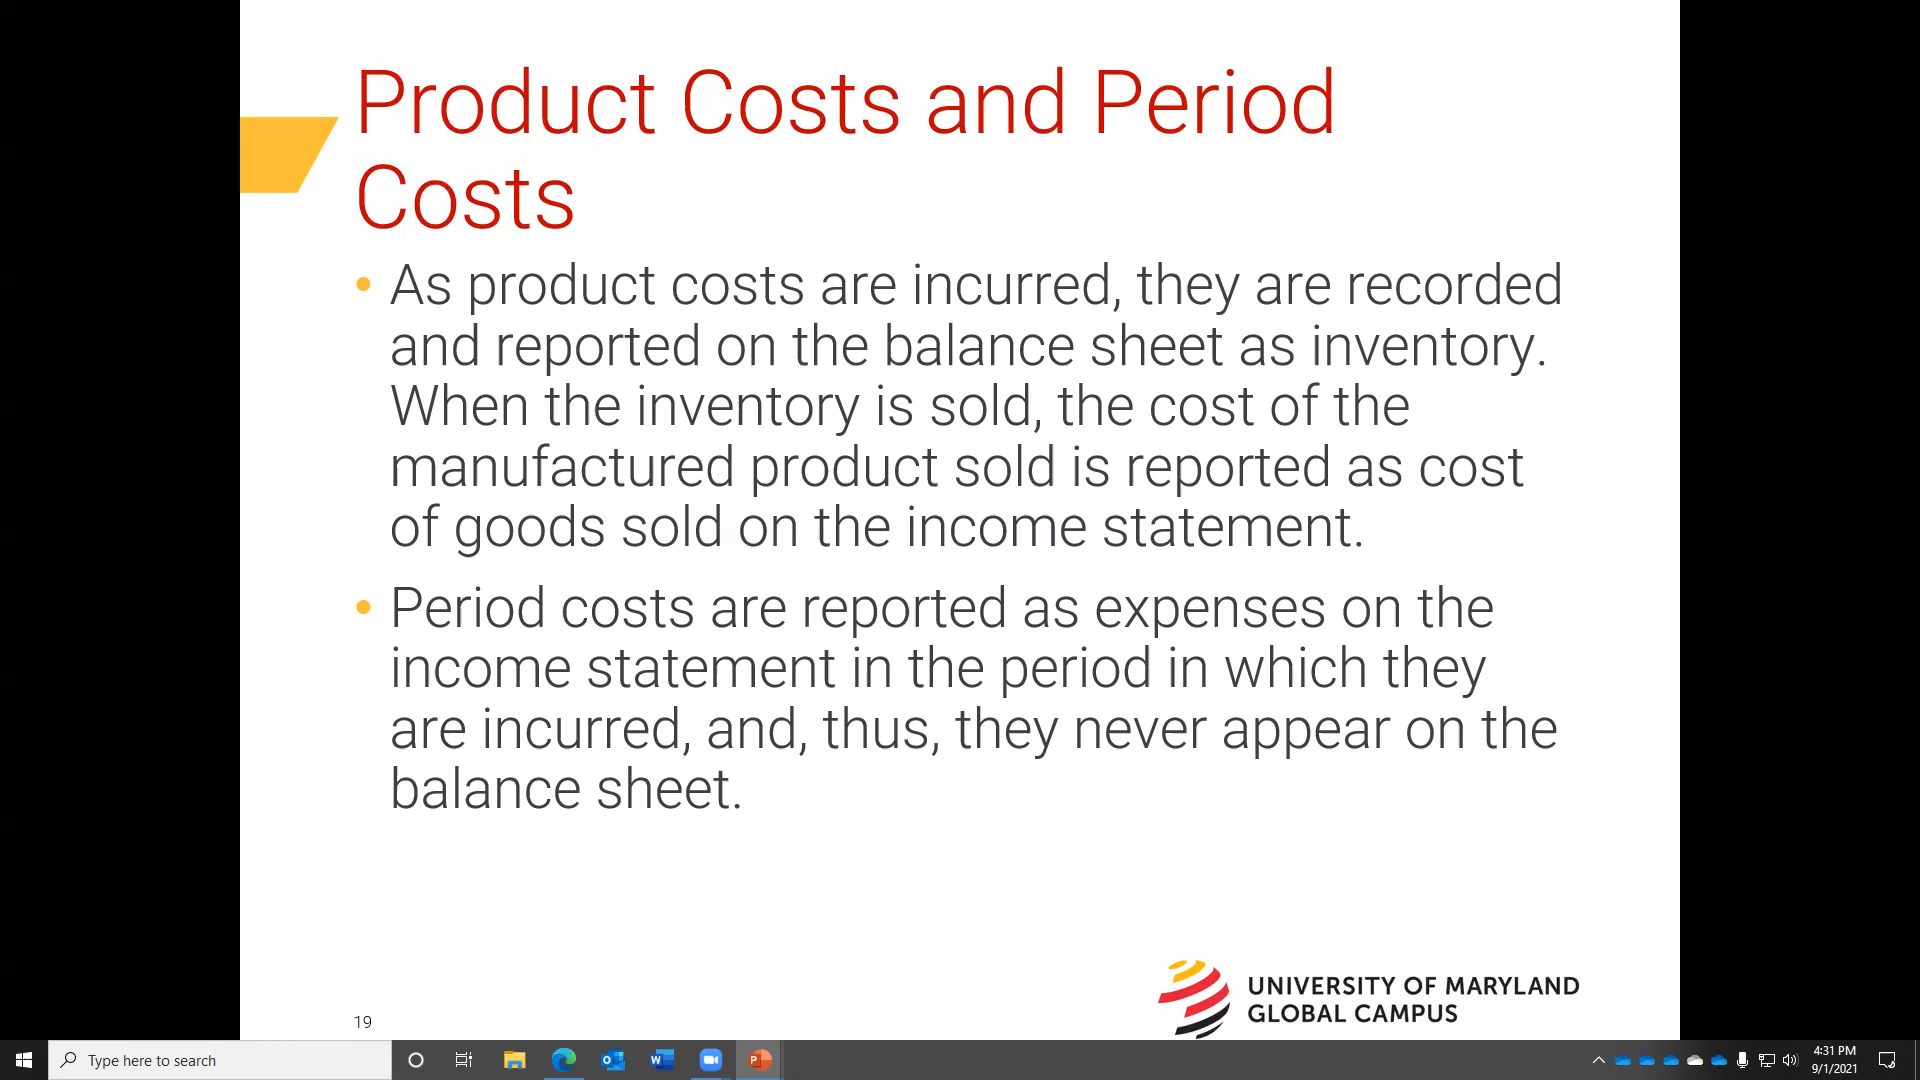 Product Costs and Period
Costs
• As product costs are incurred, they are recorded
and reported on the balance sheet as inventory.
When the inventory is sold, the cost of the
manufactured product sold is reported as cost
of goods sold on the income statement.
• Period costs are reported as expenses on the
income statement in the period in which they
are incurred, and, thus, they never appear on the
balance sheet.
UNIVERSITY OF MARYLAND
GLOBAL CAMPUS
19
Type here to search
4:31 PM
9/1/2021